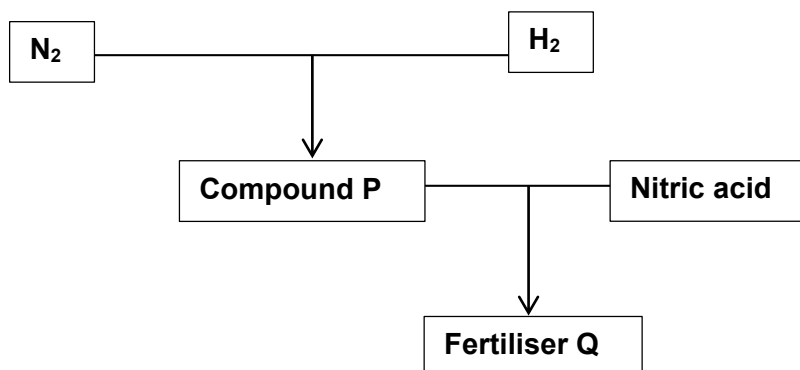 N₂
H₂
Compound P
Nitric acid
Fertiliser Q